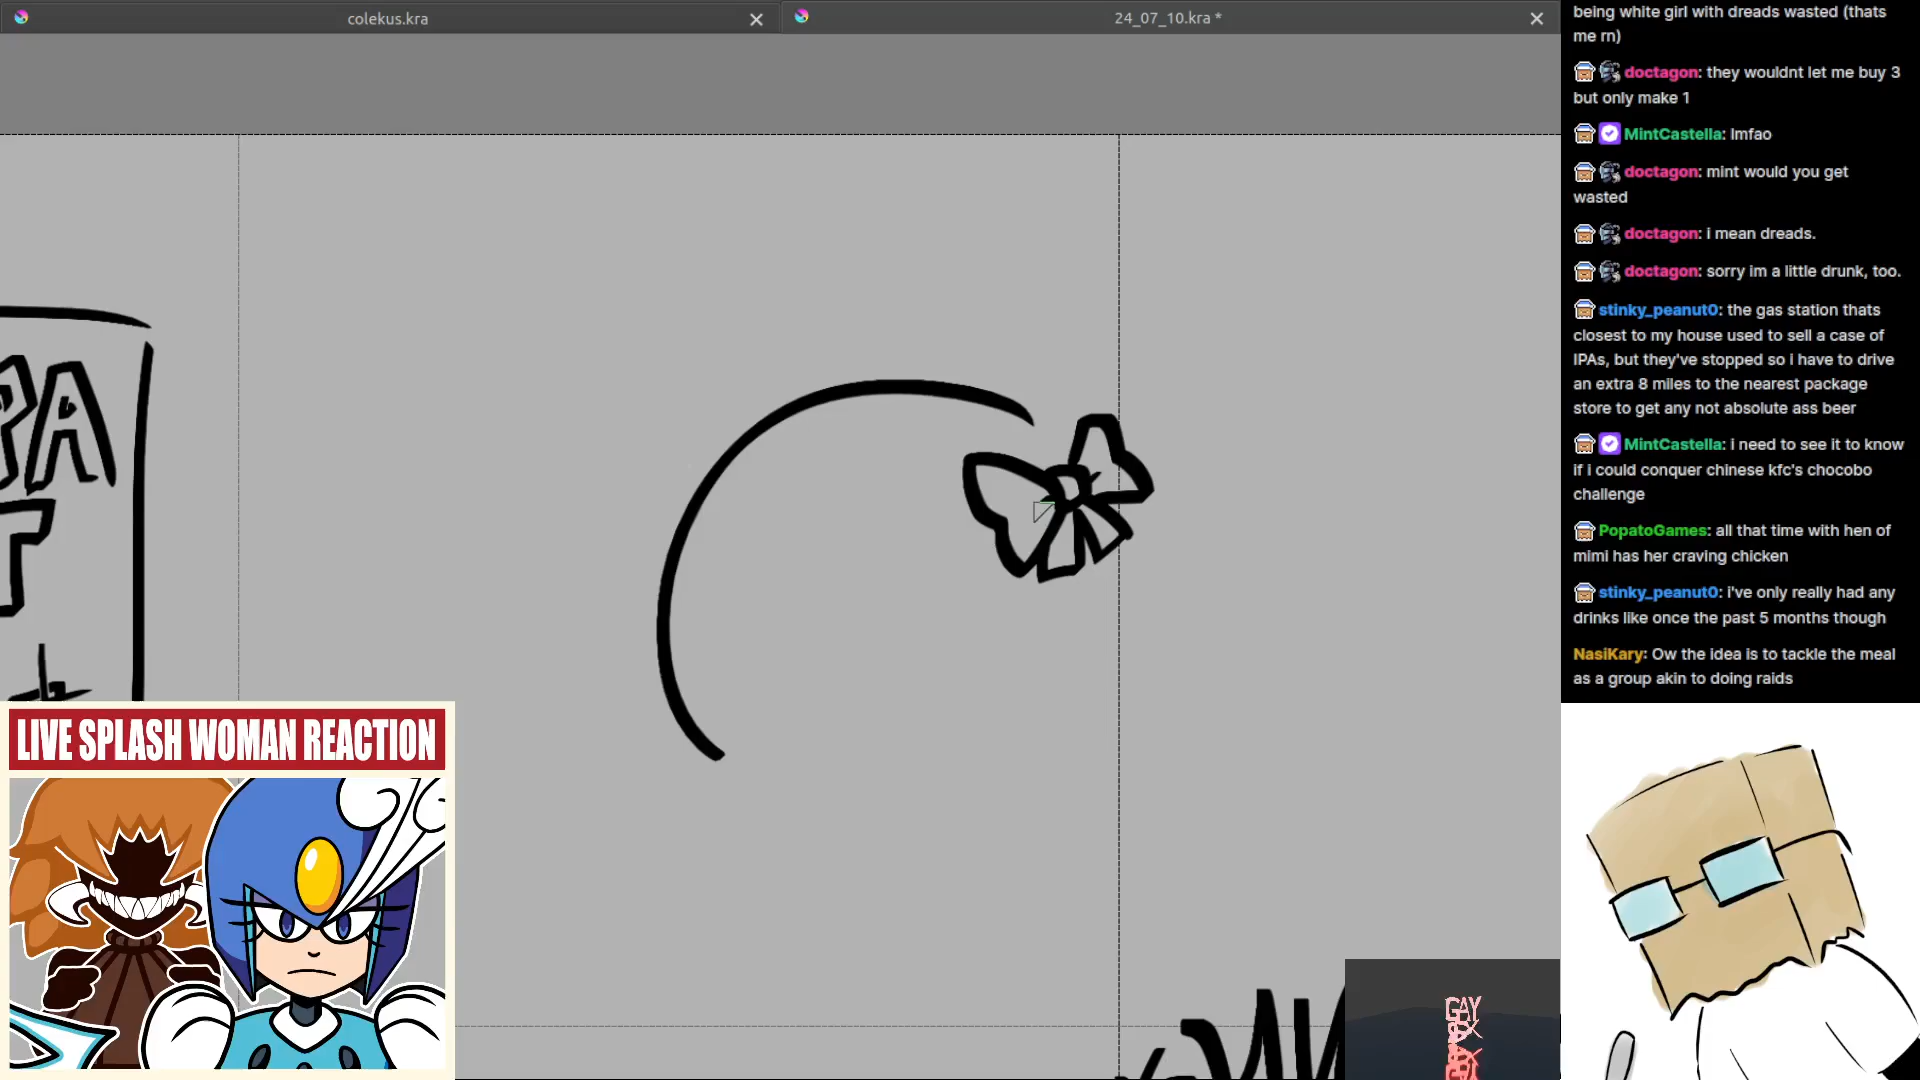 colekus.kra
24_07_10.kra *
being white girl with dreads wasted (thats
me rn)
doctagon: they wouldnt let me buy 3
but only make 1
MintCastella: lmfao
doctagon: mint would you get
wasted
doctagon: i mean dreads.
doctagon: sorry im a little drunk, too.
stinky_peanut0: the gas station thats
closest to my house used to sell a case of
IPAs, but they've stopped so i have to drive
an extra 8 miles to the nearest package
store to get any not absolute ass beer
MintCastella: i need to see it to know
if i could conquer chinese kfc's chocobo
challenge
PopatoGames: all that time with hen of
mimi has her craving chicken
stinky_peanut0: i've only really had any
drinks like once the past 5 months though
NasiKary: Ow the idea is to tackle the meal
as a group akin to doing raids
PA
T
LIVE SPLASH WOMAN REACTION
GAY
SEX